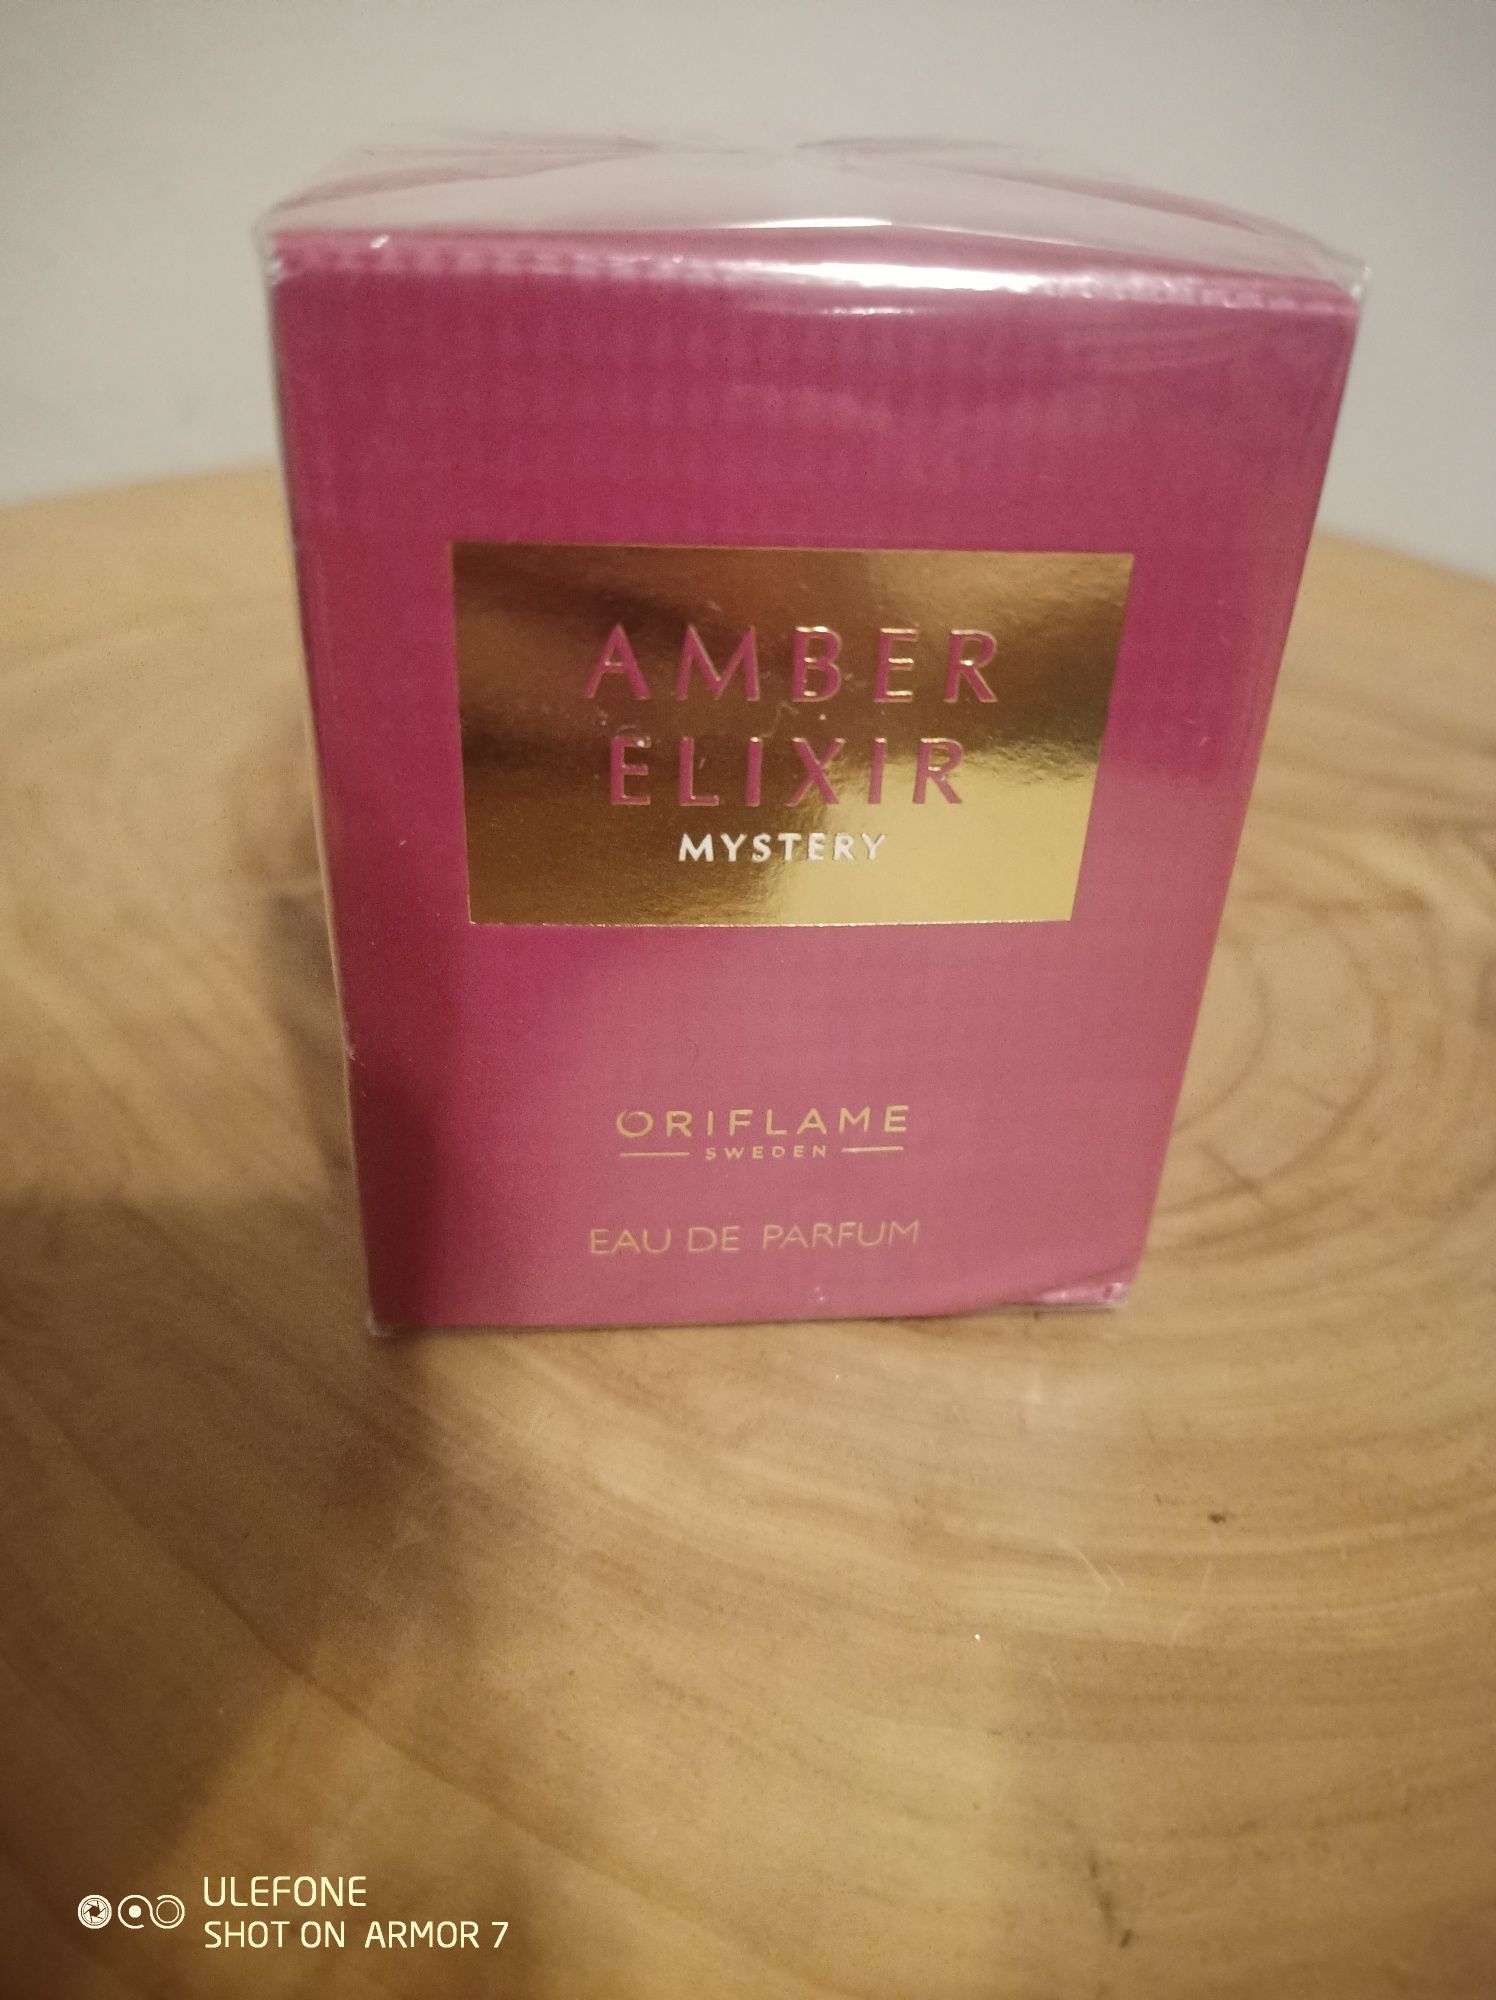 AMBER
ELIXIR
MYSTERY
ORIFLAME
SWEDEN
EAU DE PARFUM
ULEFONE
SHOT ON ARMOR 7